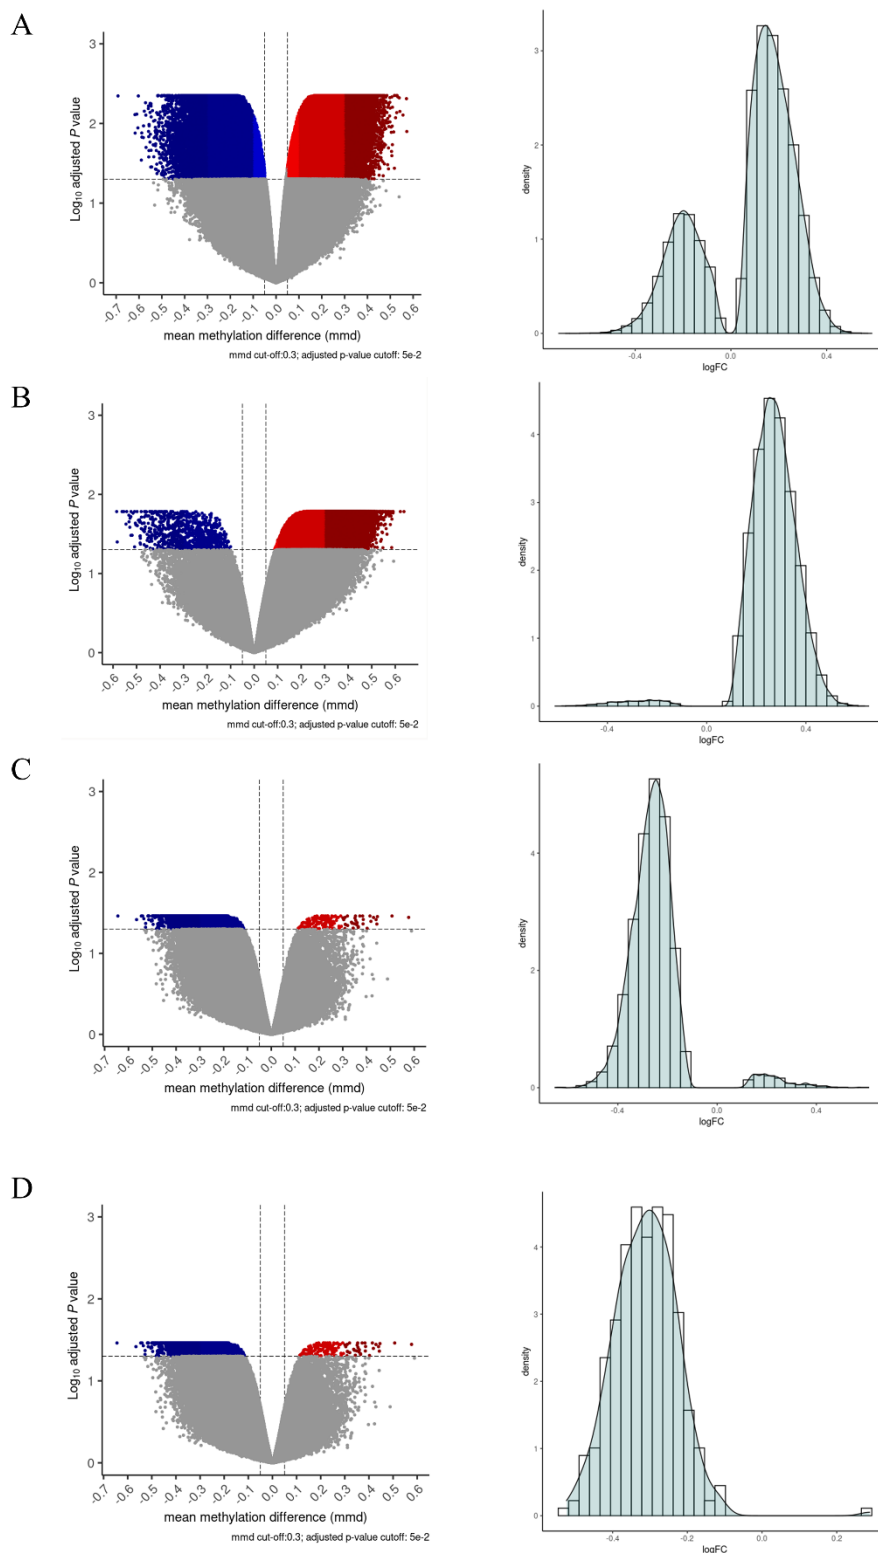 A
Log10 adjusted P value
3
2
1
0
-0.7 -0.6 -0.5 -0.4 -0.3 -0.2 -0.1 0.0 0.1 0.2 0.3 0.4 0.5 0.6
mean methylation difference (mmd)
mmd cut-off:0.3; adjusted p-value cutoff: 5e-2
density
3
2
1
0
-0.4 0.0 0.4
logFC
B
Log10 adjusted P value
3
2
1
0
-0.6 -0.5 -0.4 -0.3 -0.2 -0.1 0.0 0.1 0.2 0.3 0.4 0.5 0.6
mean methylation difference (mmd)
mmd cut-off:0.3; adjusted p-value cutoff: 5e-2
density
4
3
2
1
0
-0.4 0.0 0.4
logFC
C
Log10 adjusted P value
3
2
1
0
-0.7 -0.6 -0.5 -0.4 -0.3 -0.2 -0.1 0.0 0.1 0.2 0.3 0.4 0.5 0.6
mean methylation difference (mmd)
mmd cut-off:0.3; adjusted p-value cutoff: 5e-2
density
4
2
0
-0.4 0.0 0.4
logFC
D
Log10 adjusted P value
3
2
1
0
-0.7 -0.6 -0.5 -0.4 -0.3 -0.2 -0.1 0.0 0.1 0.2 0.3 0.4 0.5 0.6
mean methylation difference (mmd)
mmd cut-off:0.3; adjusted p-value cutoff: 5e-2
density
4
3
2
1
0
-0.4 -0.2 0.0 0.2
logFC